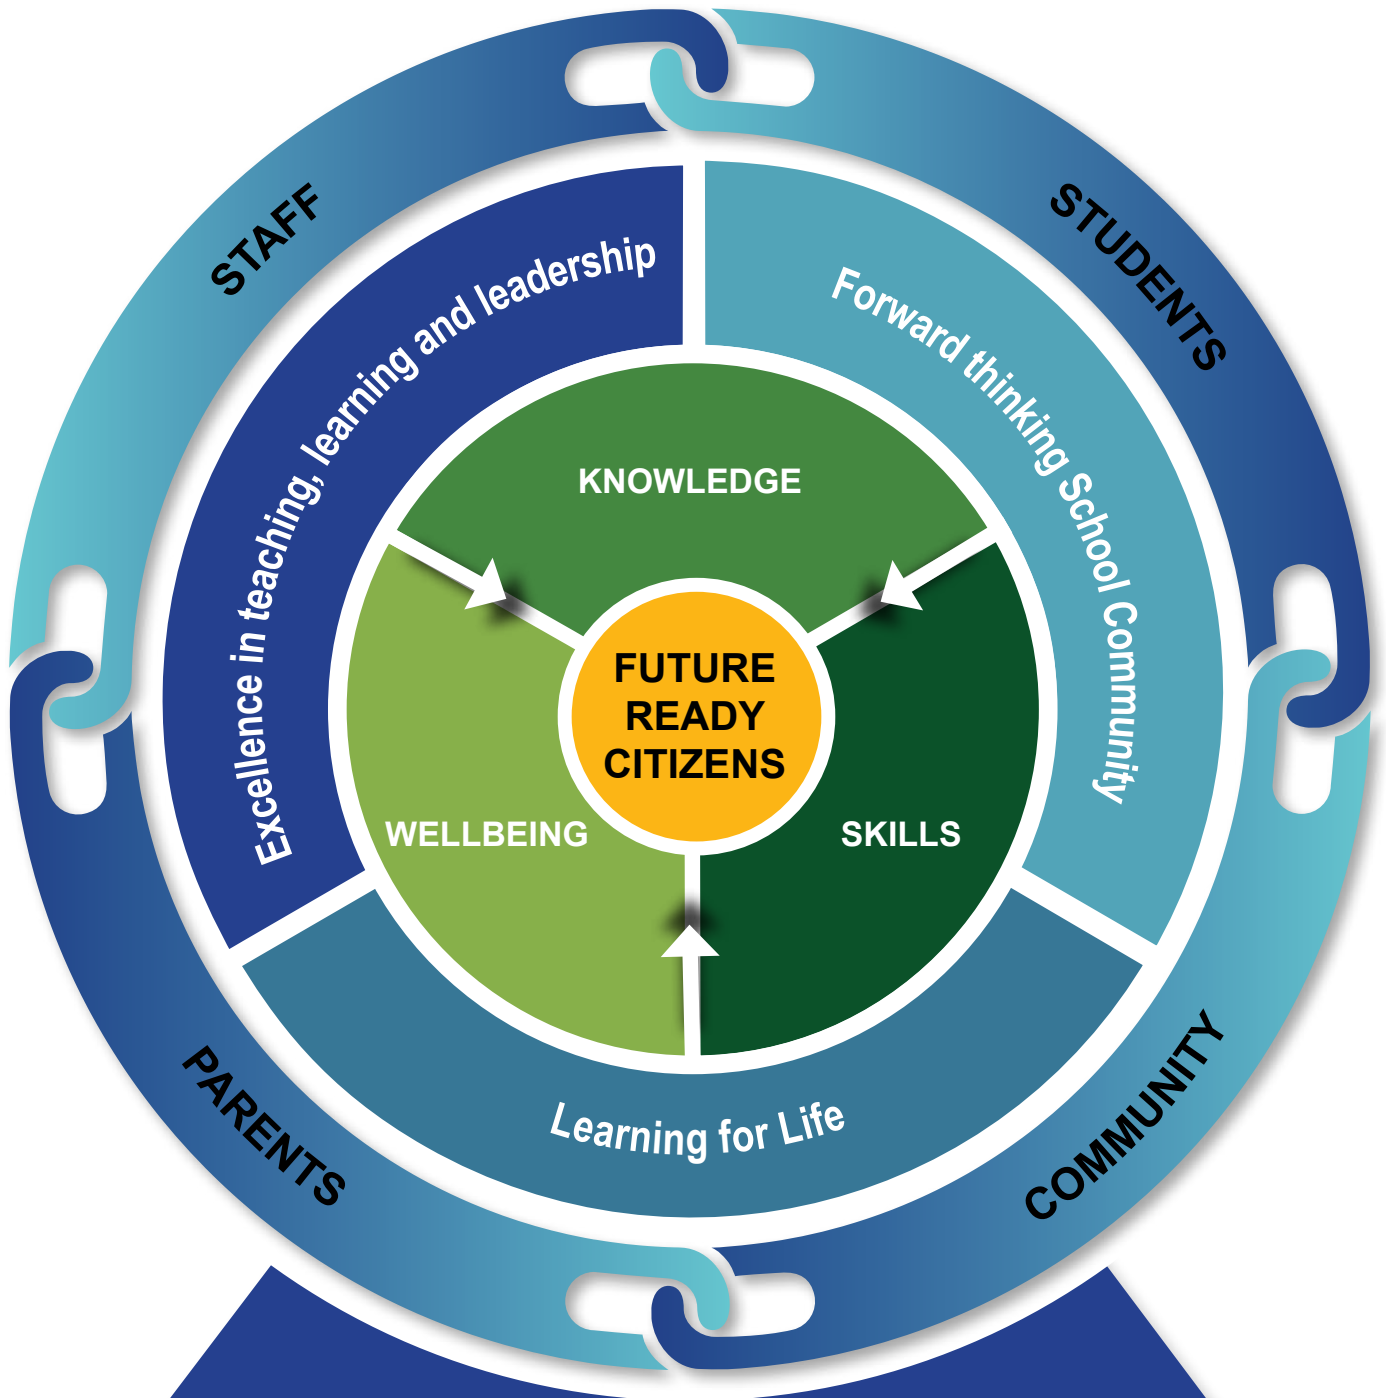 STAFF
STUDENTS
Excellence in teaching, learning and leadership
Forward thinking School Community
KNOWLEDGE
FUTURE
READY
CITIZENS
WELLBEING
SKILLS
Learning for Life
PARENTS
COMMUNITY